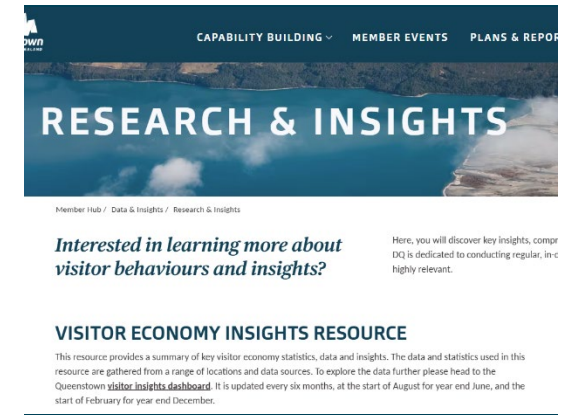 own
CAPABILITY BUILDING
MEMBER EVENTS
PLANS & REPOR
RESEARCH & INSIGHTS
Member Hub / Data & Insights / Research & Insights
Interested in learning more about
visitor behaviours and insights?
Here, you will discover key insights, compr
DQ is dedicated to conducting regular, in-c
highly relevant.
VISITOR ECONOMY INSIGHTS RESOURCE
This resource provides a summary of key visitor economy statistics, data and insights. The data and statistics used in this
resource are gathered from a range of locations and data sources. To explore the data further please head to the
Queenstown visitor insights dashboard. It is updated every six months, at the start of August for year end June, and the
start of February for year end December.